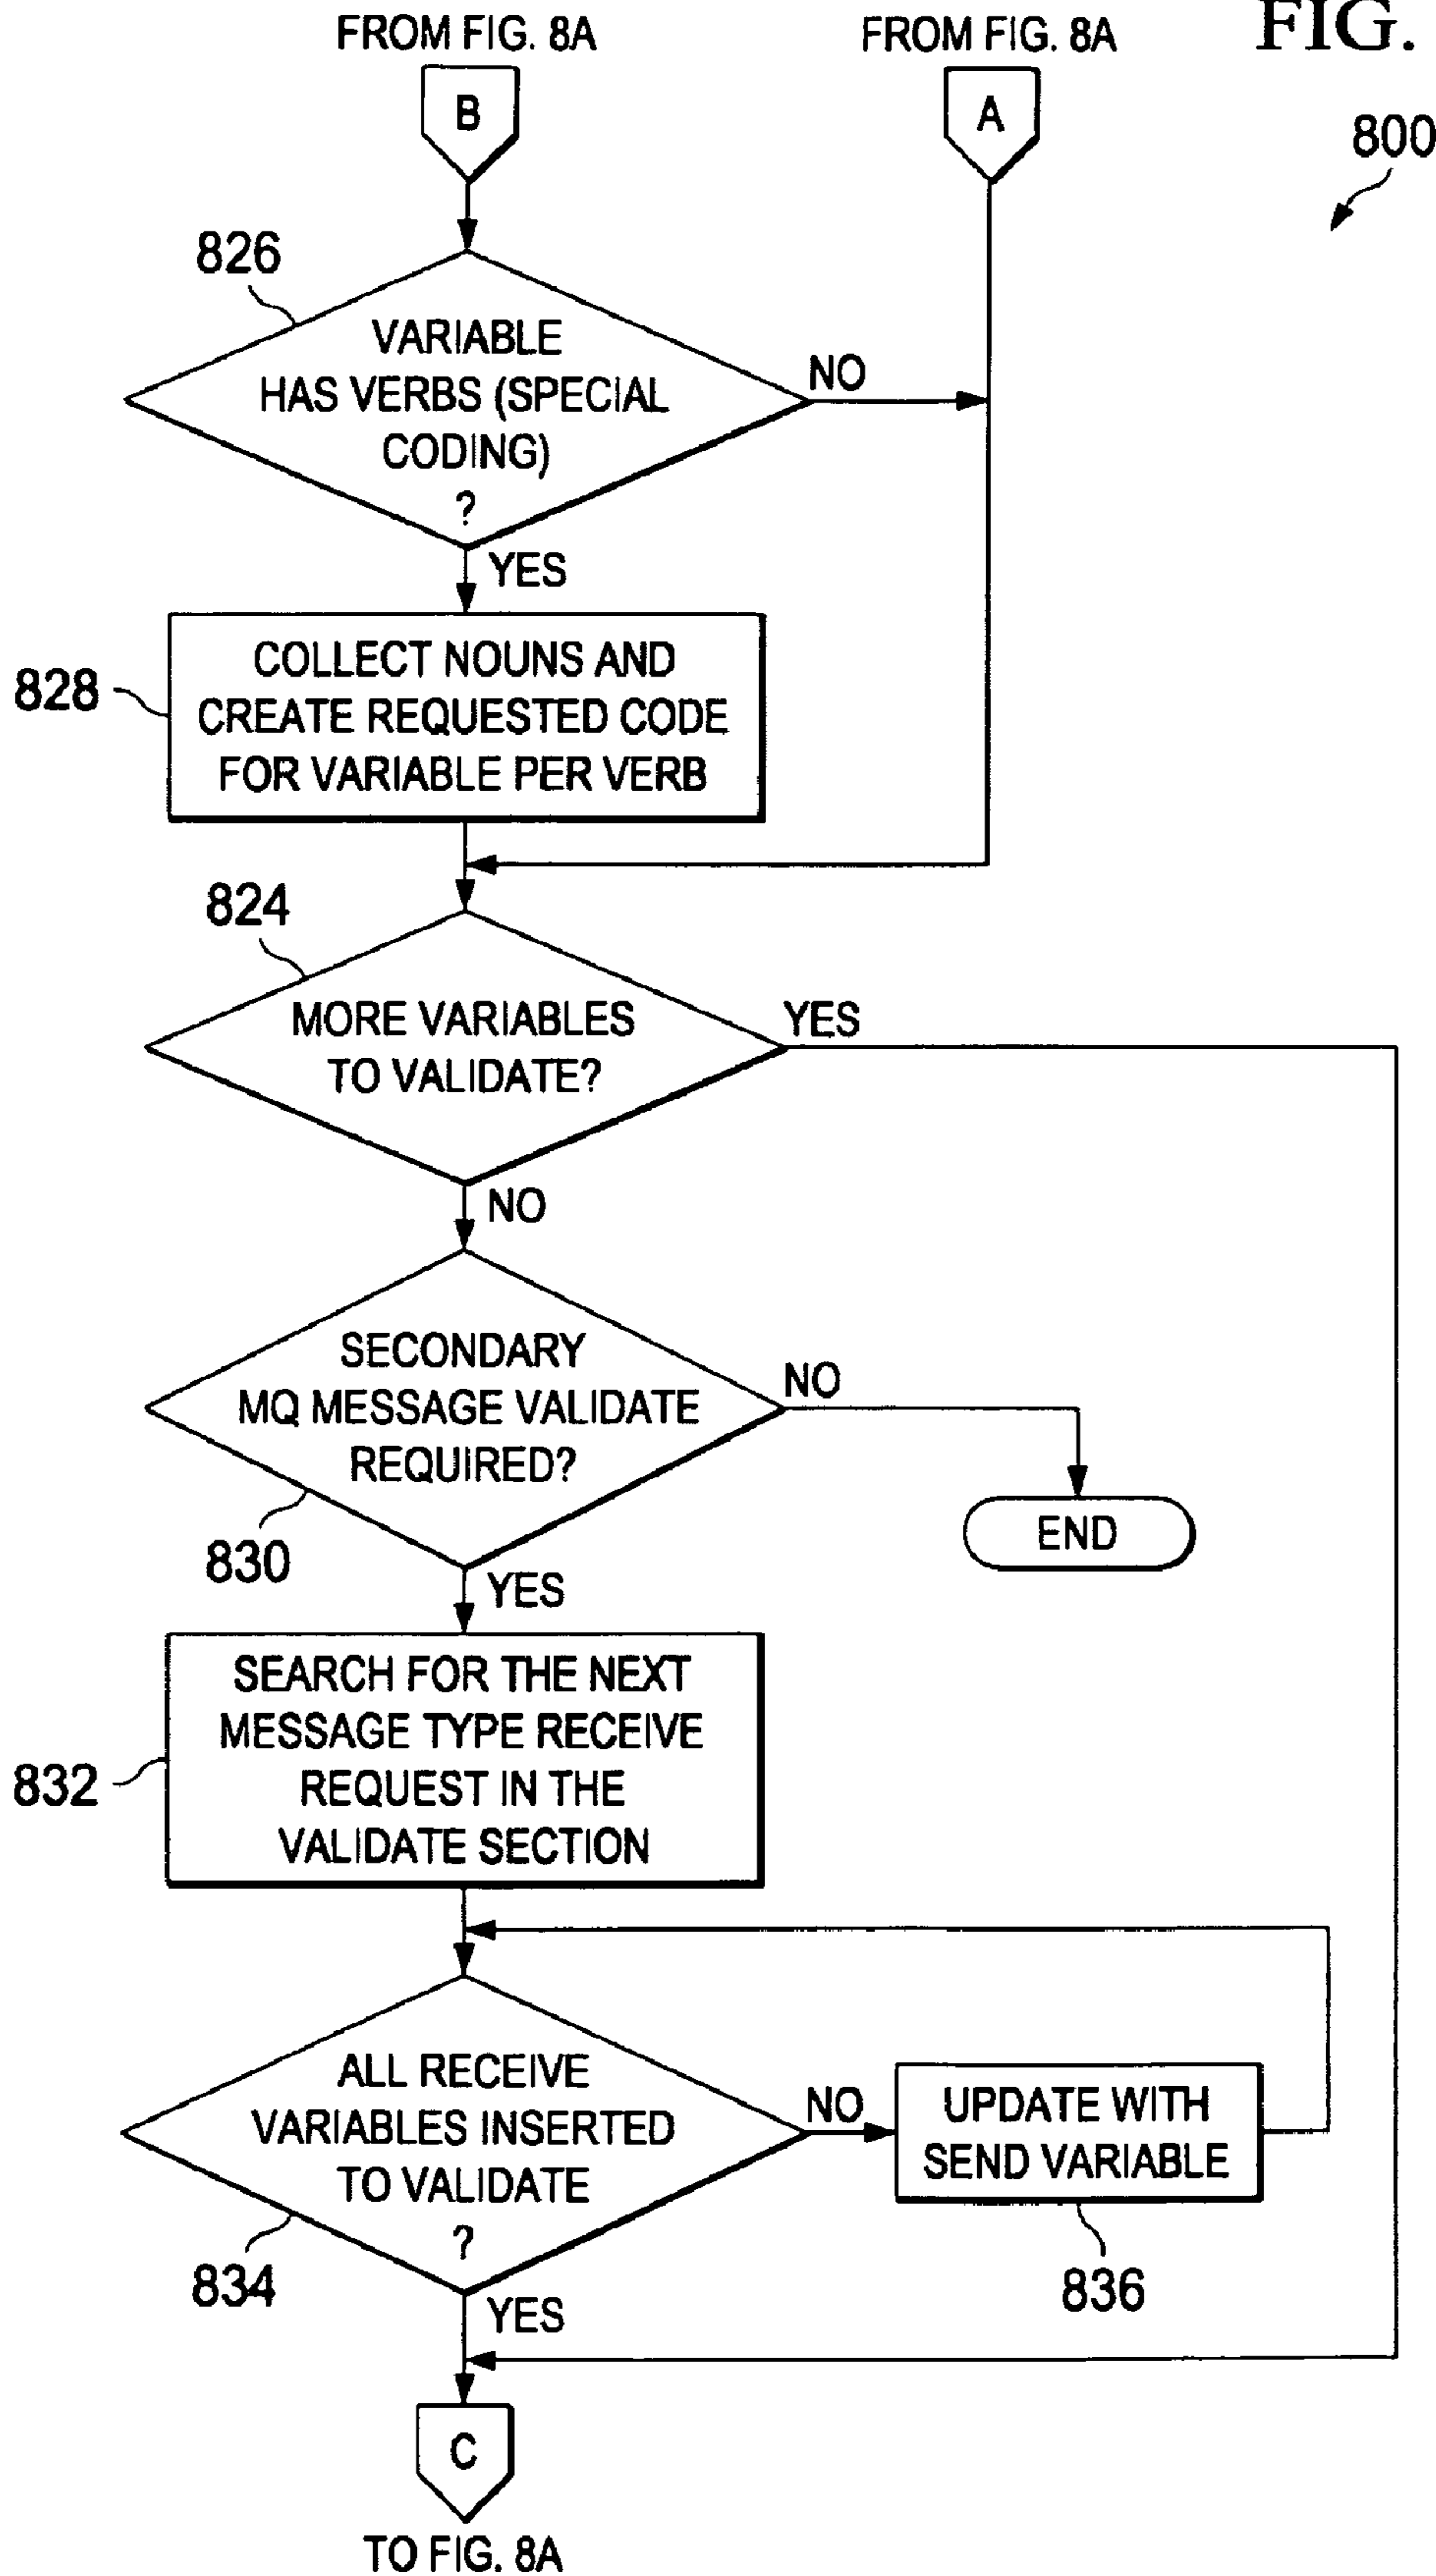 FROM FIG. 8A
FROM FIG. 8A
FIG.
B
A
800
826
VARIABLE
HAS VERBS (SPECIAL
CODING)
?
NO
YES
828
COLLECT NOUNS AND
CREATE REQUESTED CODE
FOR VARIABLE PER VERB
824
MORE VARIABLES
TO VALIDATE?
YES
NO
SECONDARY
MQ MESSAGE VALIDATE
REQUIRED?
NO
830
END
YES
832
SEARCH FOR THE NEXT
MESSAGE TYPE RECEIVE
REQUEST IN THE
VALIDATE SECTION
ALL RECEIVE
VARIABLES INSERTED
TO VALIDATE
?
NO
UPDATE WITH
SEND VARIABLE
834
836
YES
C
TO FIG. 8A